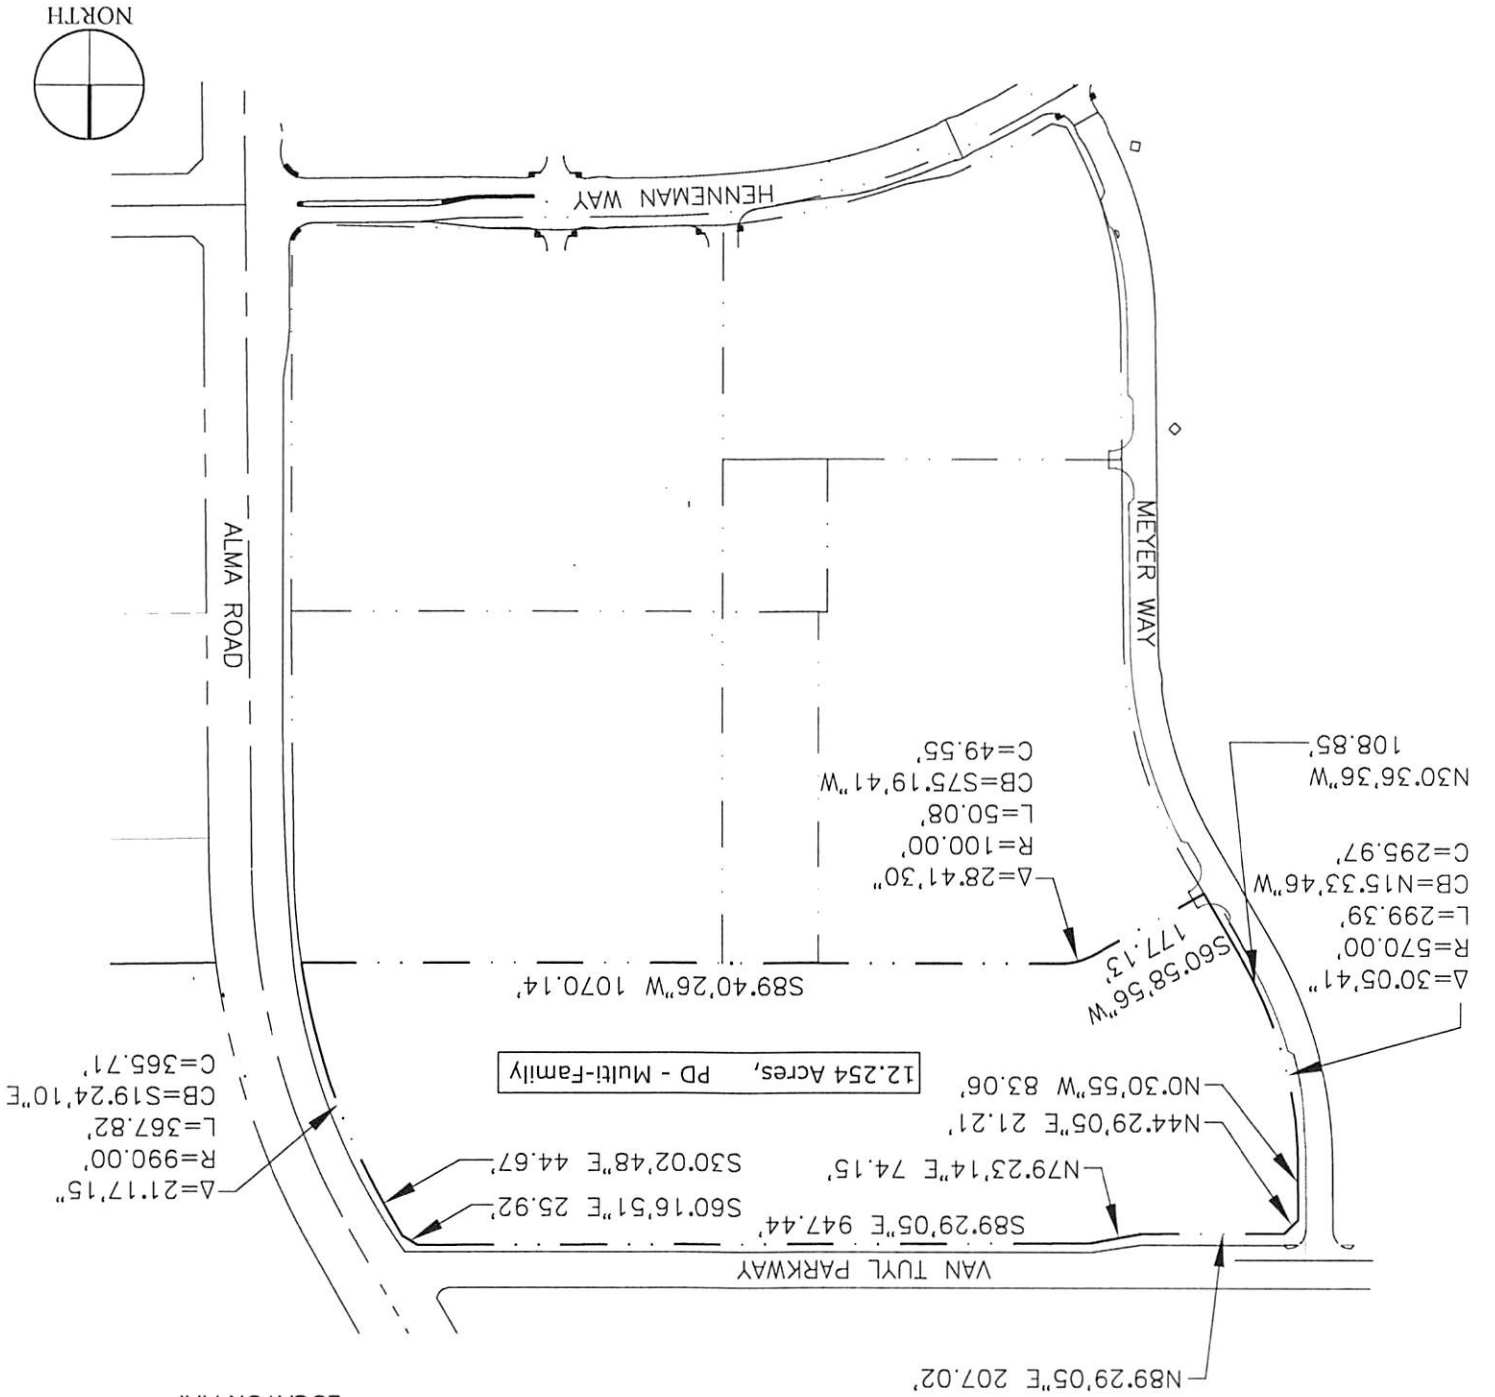 N89°29'05"E 207.02'
VAN TUYL PARKWAY
S89°29'05"E 947.44'
N79°23'14"E 74.15'
N44°29'05"E 21.21'
N0°30'55"W 83.06'
S60°16'51"E 25.92'
S30°02'48"E 44.67'
Δ=21°17'15"
R=990.00'
L=367.82'
CB=S19°24'10"E
C=365.71'
12.254 Acres, PD - Multi-Family
Δ=30°05'41"
R=570.00'
L=299.39'
CB=N15°33'46"W
C=295.97'
S60°58'56"W
177.13'
S89°40'26"W 1070.14'
Δ=28°41'30"
R=100.00'
L=50.08'
CB=S75°19'41"W
C=49.55'
N30°36'36"W
108.85'
MEYER WAY
ALMA ROAD
HENNEMAN WAY
NORTH